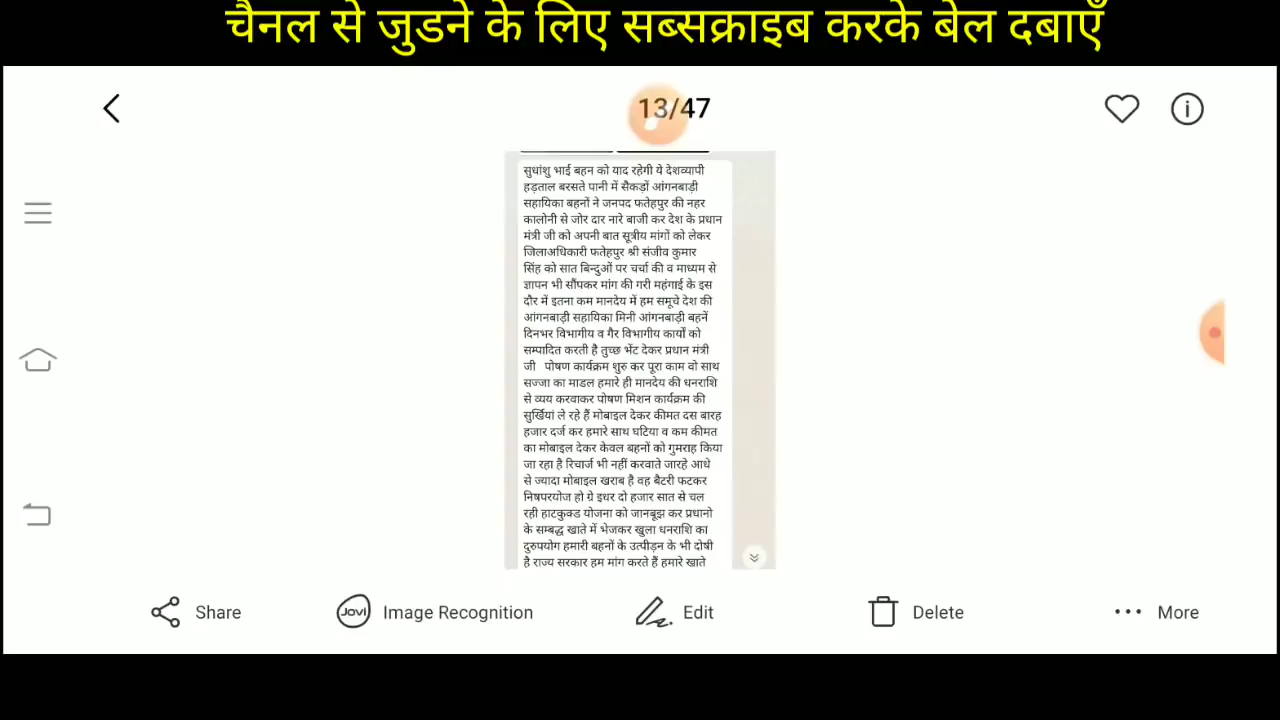 चैनल से जुडने के लिए सब्सक्राइब करके बेल दबाएँ
13/47
सुधांशु भाई बहन को याद रहेगी ये देशव्यापी
हड़ताल बरसते पानी में सैकड़ों आंगनबाड़ी
सहायिका बहनों ने जनपद फतेहपुर की नहर
कालोनी से जोर दार नारे बाजी कर देश के प्रधान
मंत्री जी को अपनी बात सूत्रीय मांगों को लेकर
जिलाअधिकारी फतेहपुर श्री संजीव कुमार
सिंह को सात बिन्दुओं पर चर्चा की व माध्यम से
ज्ञापन भी सौंपकर मांग की गरी महंगाई के इस
दौर में इतना कम मानदेय में हम समूचे देश की
आंगनबाड़ी सहायिका मिनी आंगनबाड़ी बहनें
दिनभर विभागीय व गैर विभागीय कार्यों को
सम्पादित करती है तुच्छ भेंट देकर प्रधान मंत्री
जी पोषण कार्यक्रम शुरु कर पूरा काम वो साथ
सज्जा का माडल हमारे ही मानदेय की धनराशि
से व्यय करवाकर पोषण मिशन कार्यक्रम की
सुर्खियां ले रहे हैं मोबाइल देकर कीमत दस बारह
हजार दर्ज कर हमारे साथ घटिया व कम कीमत
का मोबाइल देकर केवल बहनों को गुमराह किया
जा रहा है रिचार्ज भी नहीं करवाते जारहे आधे
से ज्यादा मोबाइल खराब है वह बैटरी फटकर
निषपरयोज हो ग्रे इधर दो हजार सात से चल
रही हाटकुक्ड योजना को जानबूझ कर प्रधानो
के सम्बद्ध खाते में भेजकर खुला धनराशि का
दुरुपयोग हमारी बहनों के उत्पीड़न के भी दोषी
है राज्य सरकार हम मांग करते हैं हमारे खाते
Share
Jovi Image Recognition
Edit
Delete
More